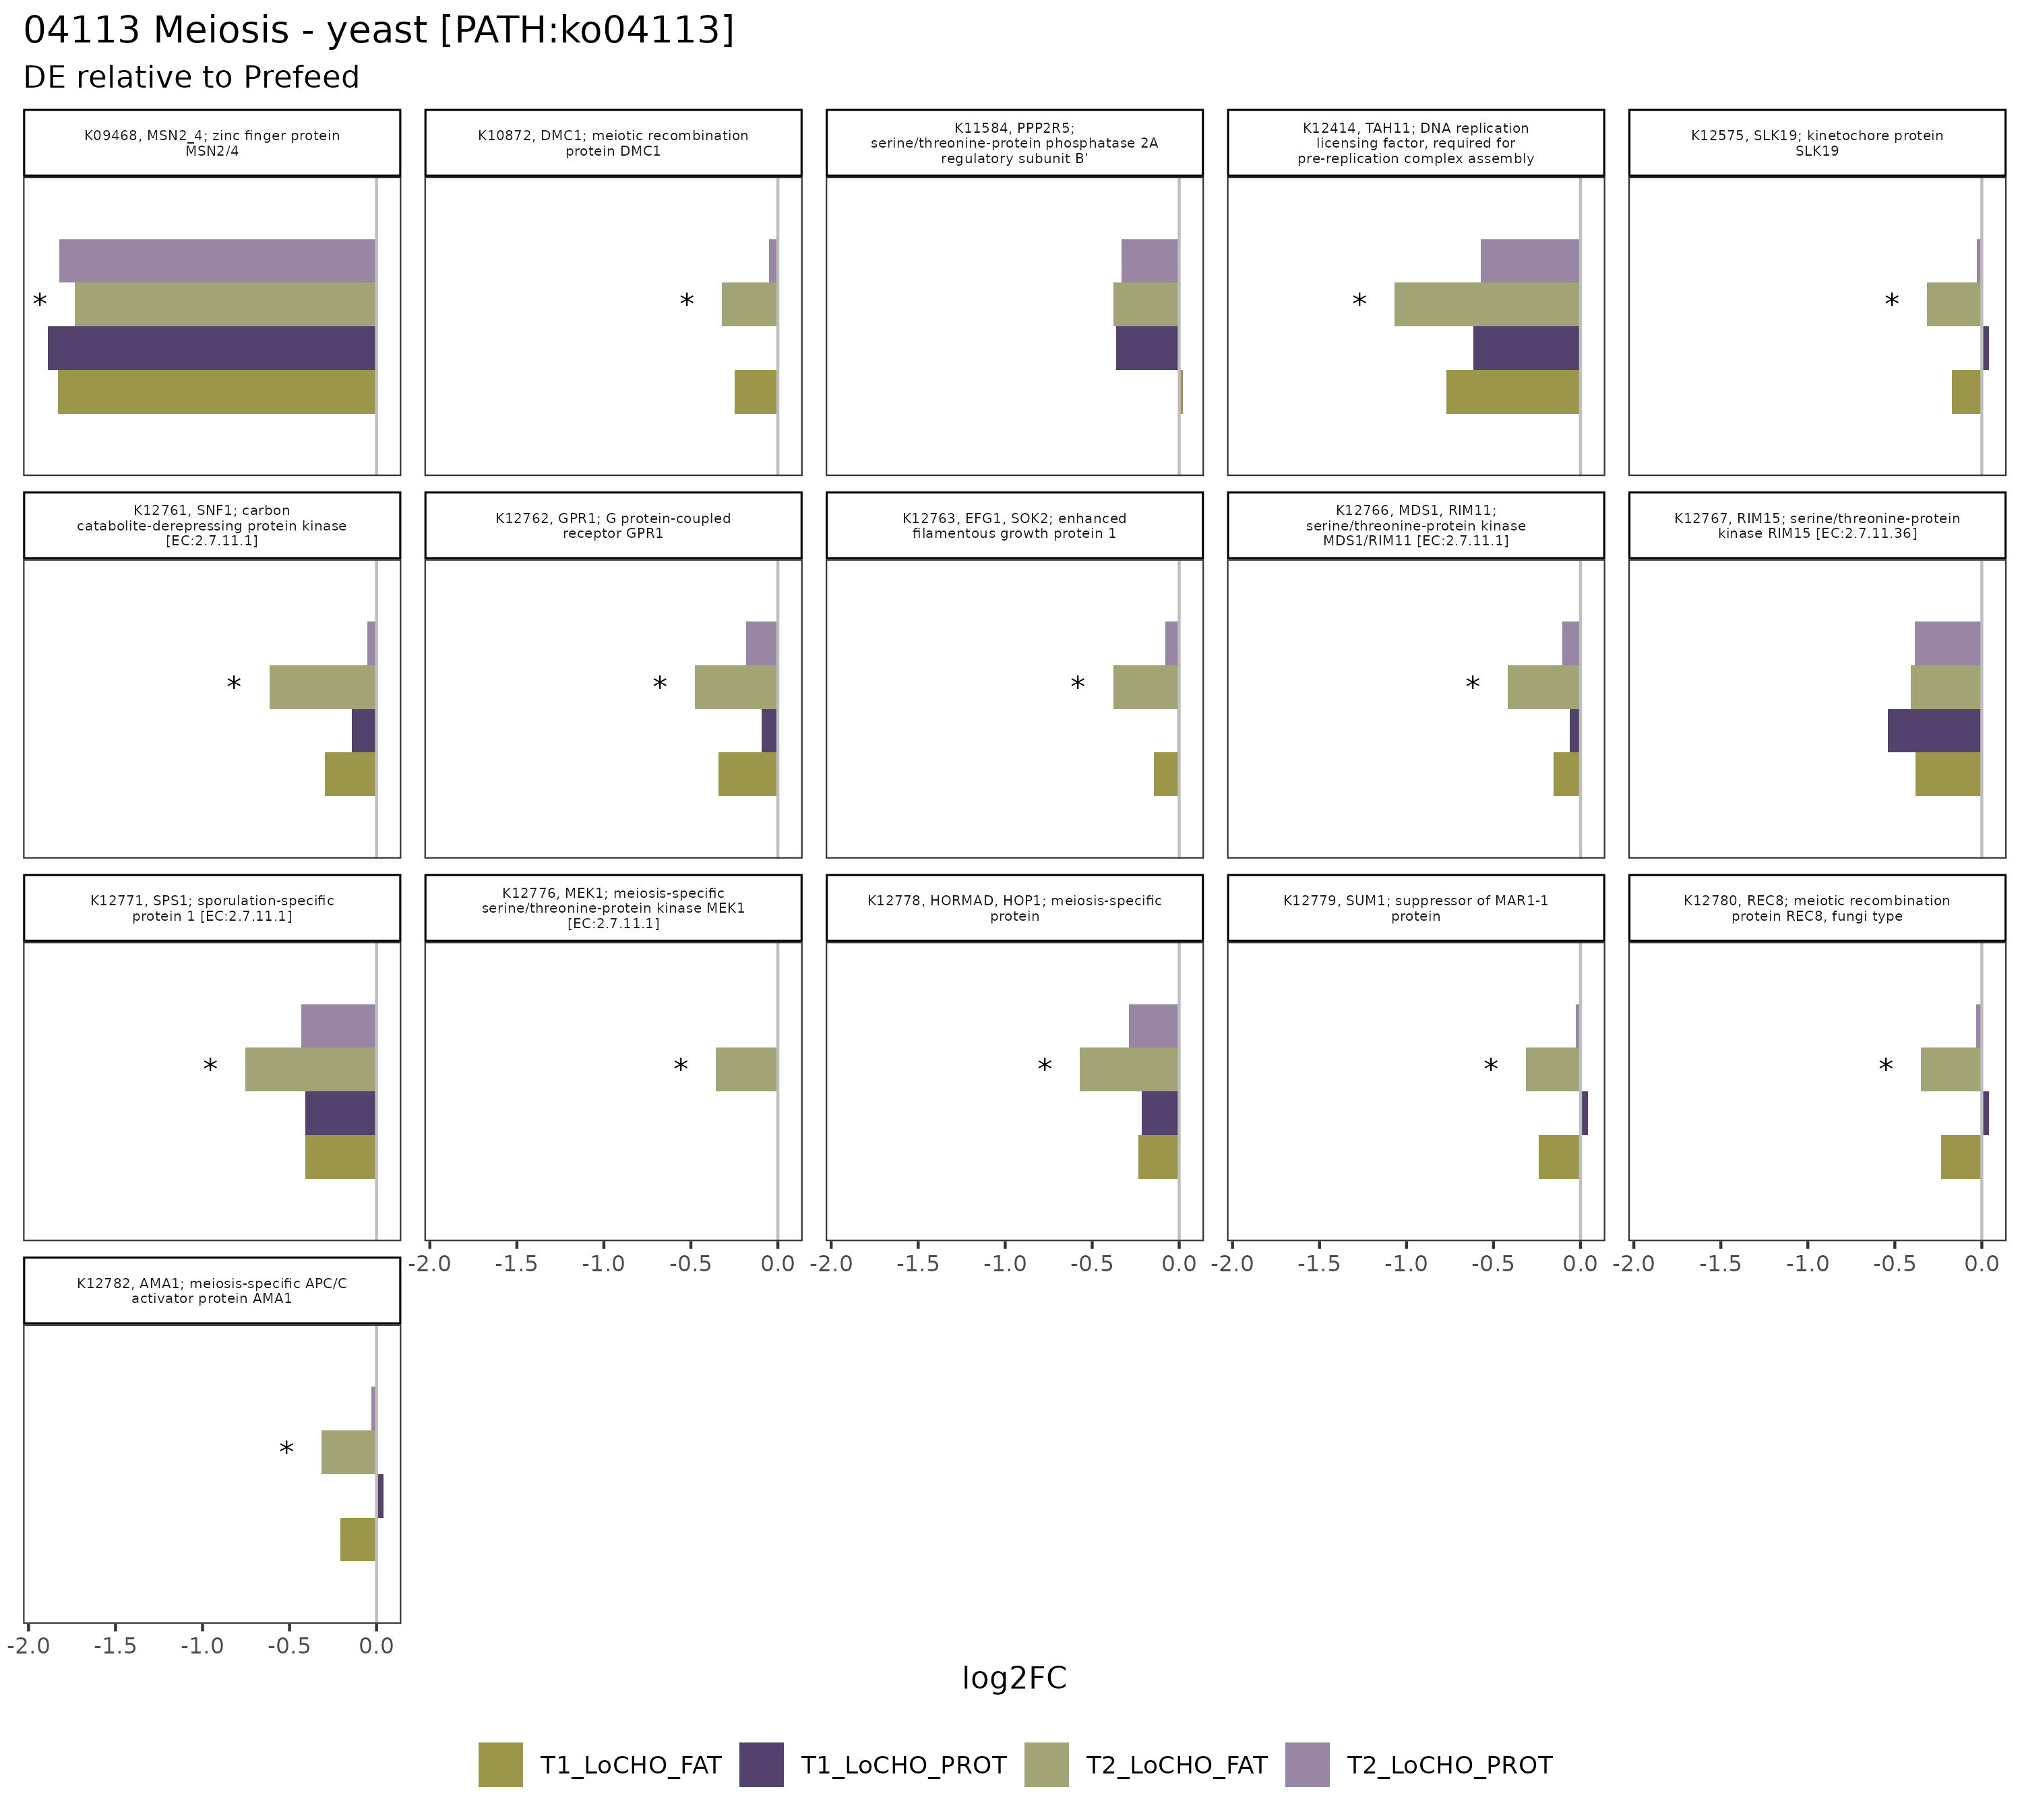 04113 Meiosis - yeast [PATH:ko04113]
DE relative to Prefeed
K09468, MSN2_4; zinc finger protein
MSN2/4
K10872, DMC1; meiotic recombination
protein DMC1
K11584, PPP2R5;
serine/threonine-protein phosphatase 2A
regulatory subunit B'
K12414, TAH11; DNA replication
licensing factor, required for
pre-replication complex assembly
K12575, SLK19; kinetochore protein
SLK19
*
*
*
*
K12761, SNF1; carbon
catabolite-derepressing protein kinase
[EC:2.7.11.1]
K12762, GPR1; G protein-coupled
receptor GPR1
K12763, EFG1, SOK2; enhanced
filamentous growth protein 1
K12766, MDS1, RIM11;
serine/threonine-protein kinase
MDS1/RIM11 [EC:2.7.11.1]
K12767, RIM15; serine/threonine-protein
kinase RIM15 [EC:2.7.11.36]
*
*
*
*
K12771, SPS1; sporulation-specific
protein 1 [EC:2.7.11.1]
K12776, MEK1; meiosis-specific
serine/threonine-protein kinase MEK1
[EC:2.7.11.1]
K12778, HORMAD, HOP1; meiosis-specific
protein
K12779, SUM1; suppressor of MAR1-1
protein
K12780, REC8; meiotic recombination
protein REC8, fungi type
*
*
*
*
*
-2.0 -1.5 -1.0 -0.5 0.0
-2.0 -1.5 -1.0 -0.5 0.0
-2.0 -1.5 -1.0 -0.5 0.0
-2.0 -1.5 -1.0 -0.5 0.0
K12782, AMA1; meiosis-specific APC/C
activator protein AMA1
*
-2.0 -1.5 -1.0 -0.5 0.0
log2FC
T1_LoCHO_FAT
T1_LoCHO_PROT
T2_LoCHO_FAT
T2_LoCHO_PROT